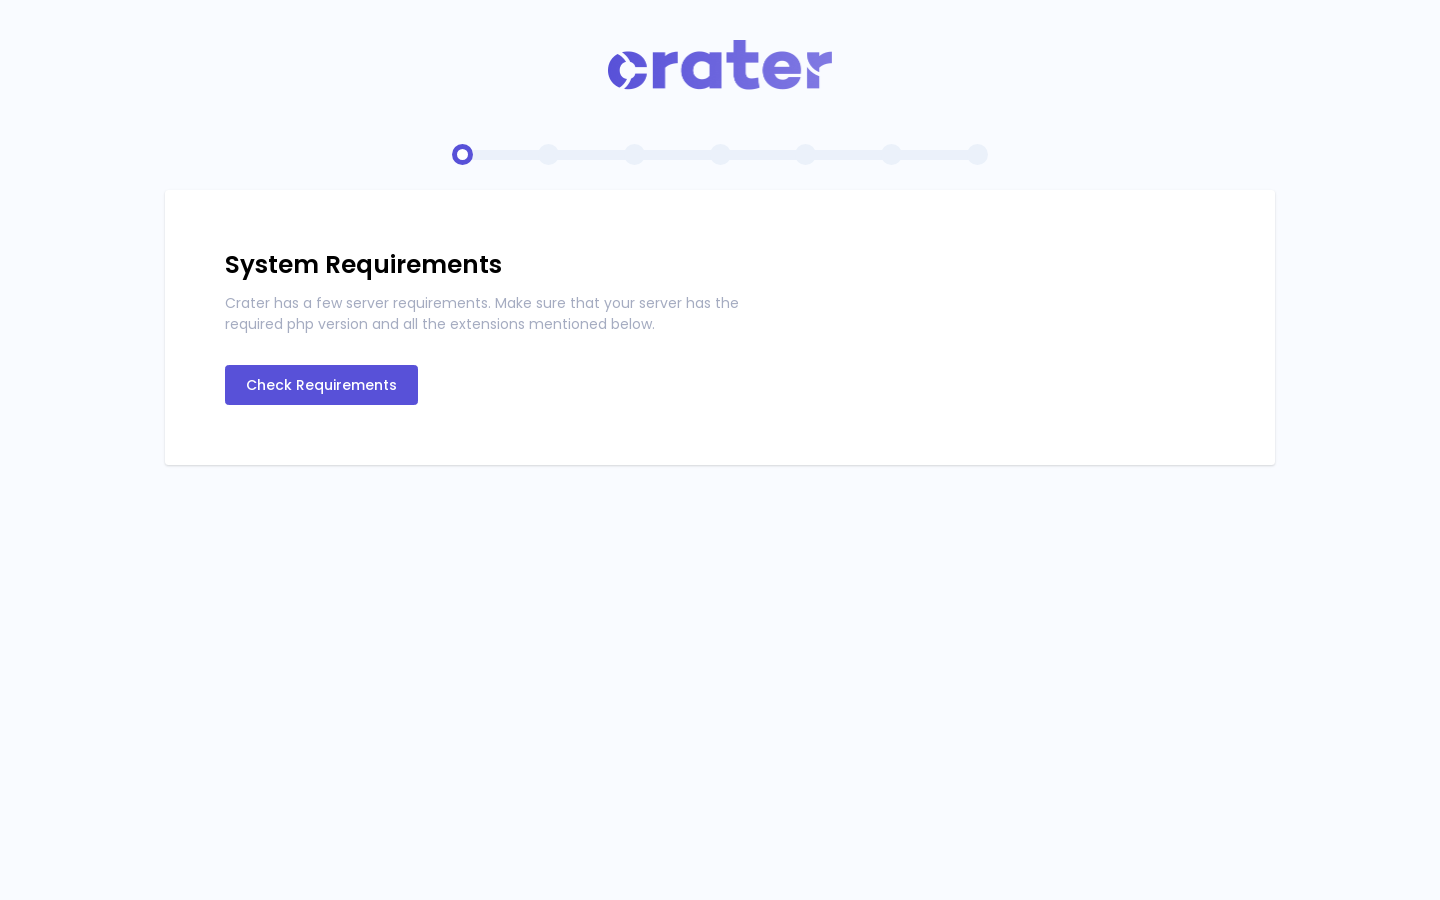 crater
System Requirements
Crater has a few server requirements. Make sure that your server has the
required php version and all the extensions mentioned below.
Check Requirements